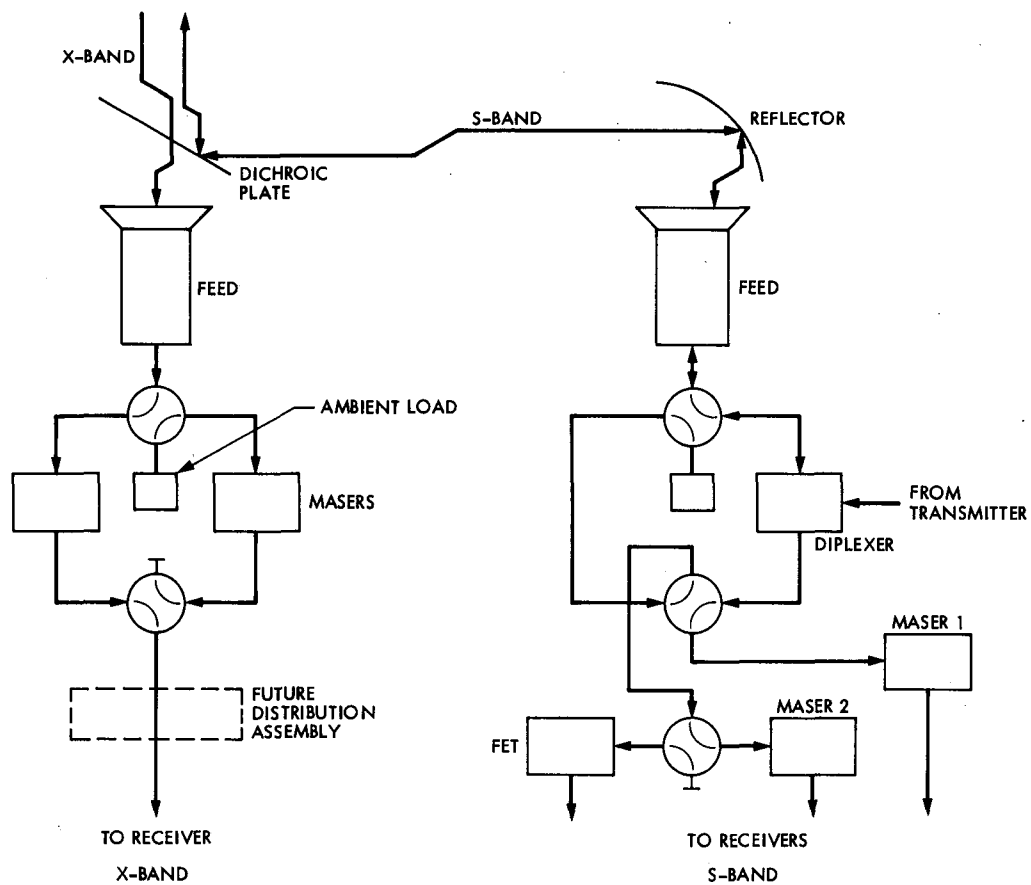 X-BAND
S-BAND
REFLECTOR
DICHROIC
PLATE
FEED
FEED
AMBIENT LOAD
MASERS
FROM
TRANSMITTER
DIPLEXER
MASER 1
FUTURE
DISTRIBUTION
ASSEMBLY
MASER 2
FET
TO RECEIVER
X-BAND
TO RECEIVERS
S-BAND